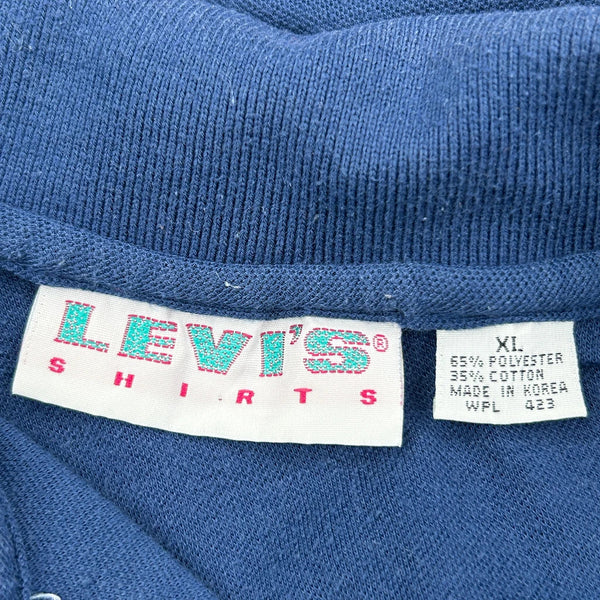 LEVI'S®
SHIRTS
XL
65% POLYESTER
35% COTTON
MADE IN KOREA
WPL 423